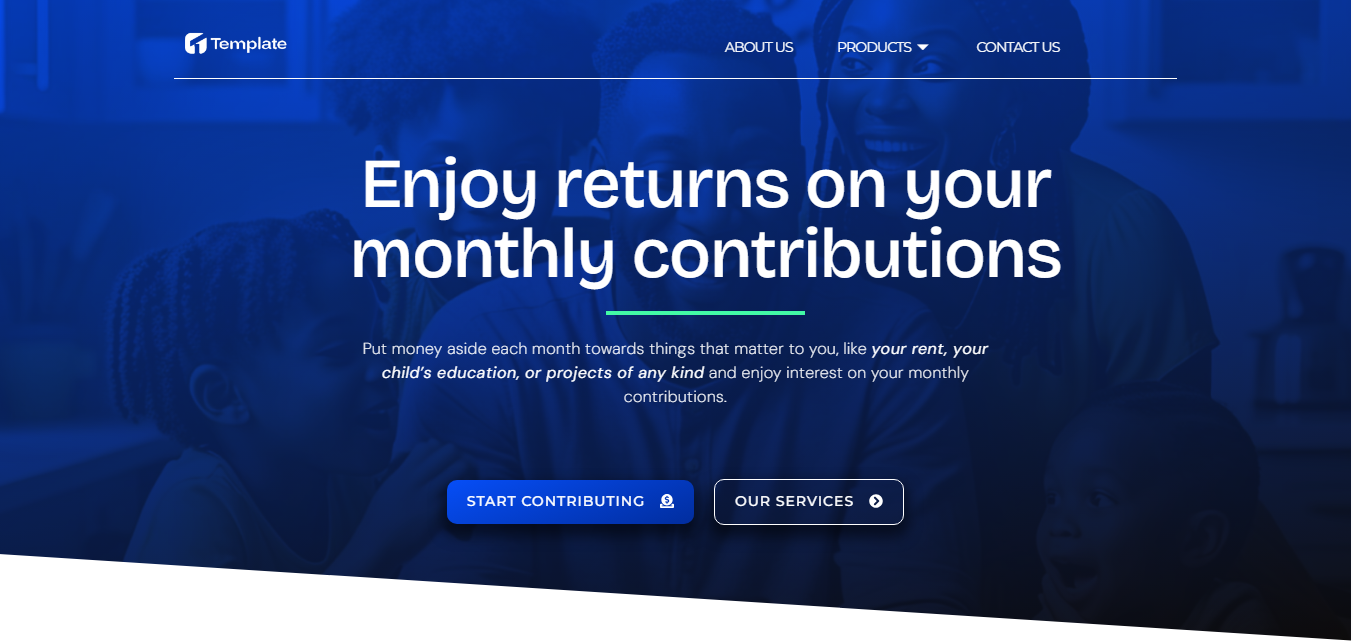 Template
ABOUT US
PRODUCTS
CONTACT US
Enjoy returns on your
monthly contributions
Put money aside each month towards things that matter to you, like your rent, your
child’s education, or projects of any kind and enjoy interest on your monthly
contributions.
START CONTRIBUTING
OUR SERVICES